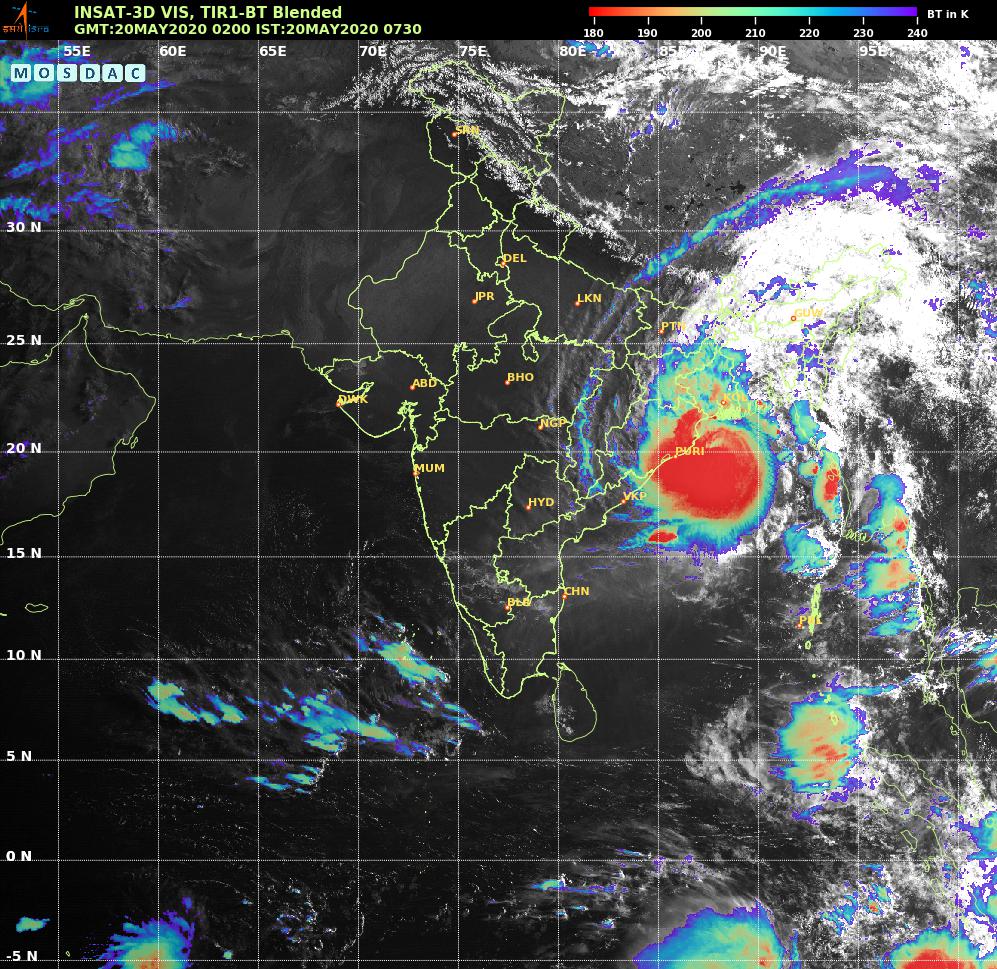 INSAT-3D VIS, TIR1-BT Blended
GMT:20MAY2020 0200 IST:20MAY2020 0730
BT in K
180 190 200 210 220 230 240
55E 60E 65E 70E 75E 80E 85E 90E 95E
MOSDAC
SRN
30 N
DEL
JPR
LKN
GUW
PTN
25 N
BHO
ABD
DWK
KOL
NGP
20 N
PURI
MUM
VKP
HYD
15 N
CHN
BLR
PBL
10 N
5 N
0 N
-5 N